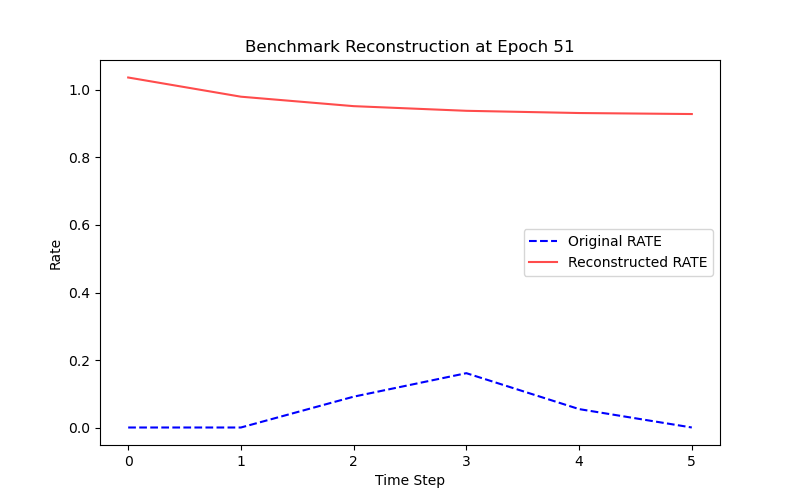 Benchmark Reconstruction at Epoch 51
1.0
0.8
0.6
0.4
0.2
0.0
Rate
Original RATE
Reconstructed RATE
0 1 2 3 4 5
Time Step